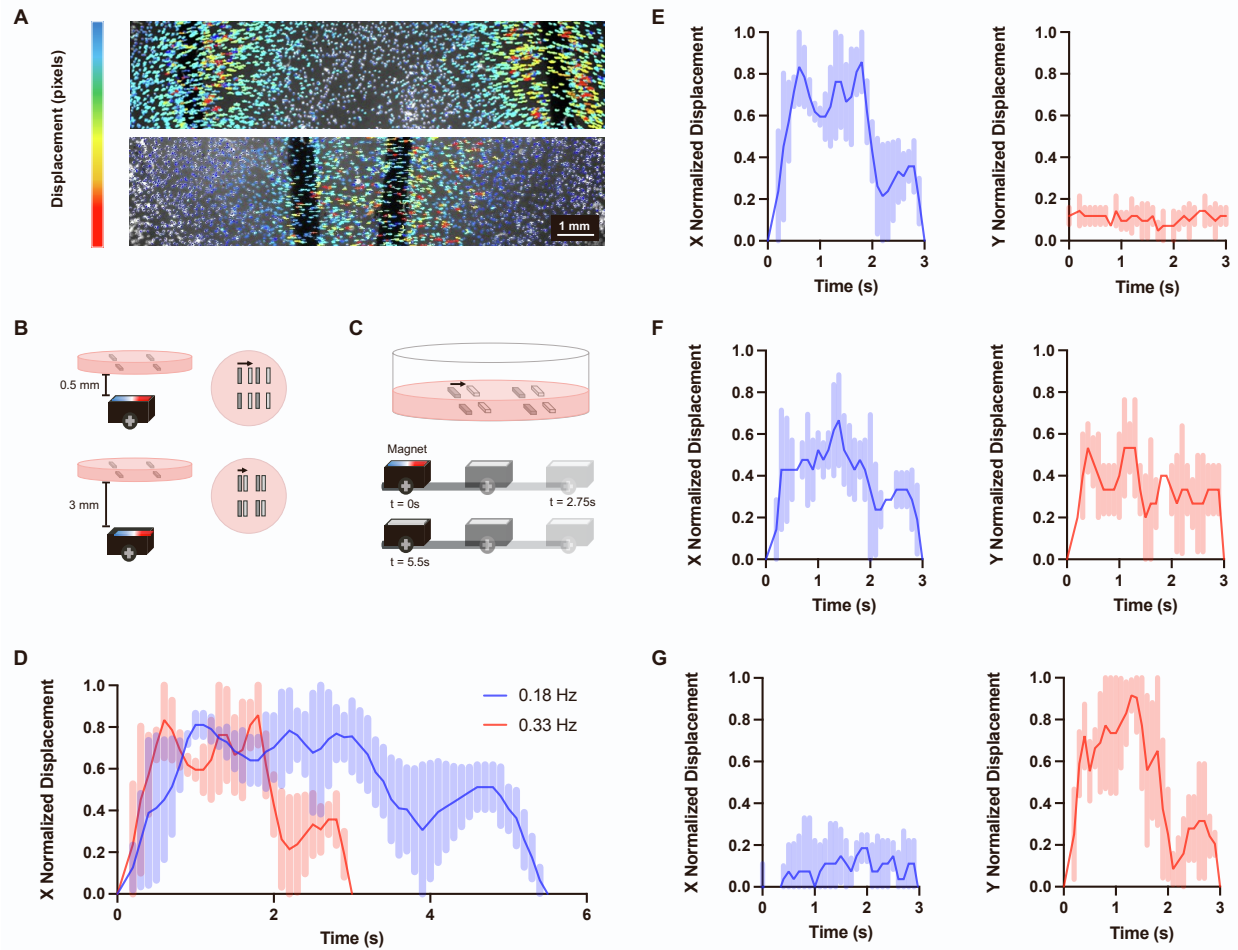 A
Displacement (pixels)
1 mm
B
0.5 mm
3 mm
C
Magnet
t = 0s
t = 2.75s
t = 5.5s
D
X Normalized Displacement
1.0
0.8
0.6
0.4
0.2
0.0
0
2
4
6
Time (s)
0.18 Hz
0.33 Hz
E
X Normalized Displacement
1.0
0.8
0.6
0.4
0.2
0.0
0
1
2
3
Time (s)
Y Normalized Displacement
1.0
0.8
0.6
0.4
0.2
0.0
0
1
2
3
Time (s)
F
X Normalized Displacement
1.0
0.8
0.6
0.4
0.2
0.0
0
1
2
3
Time (s)
Y Normalized Displacement
1.0
0.8
0.6
0.4
0.2
0.0
0
1
2
3
Time (s)
G
X Normalized Displacement
1.0
0.8
0.6
0.4
0.2
0.0
0
1
2
3
Time (s)
Y Normalized Displacement
1.0
0.8
0.6
0.4
0.2
0.0
0
1
2
3
Time (s)